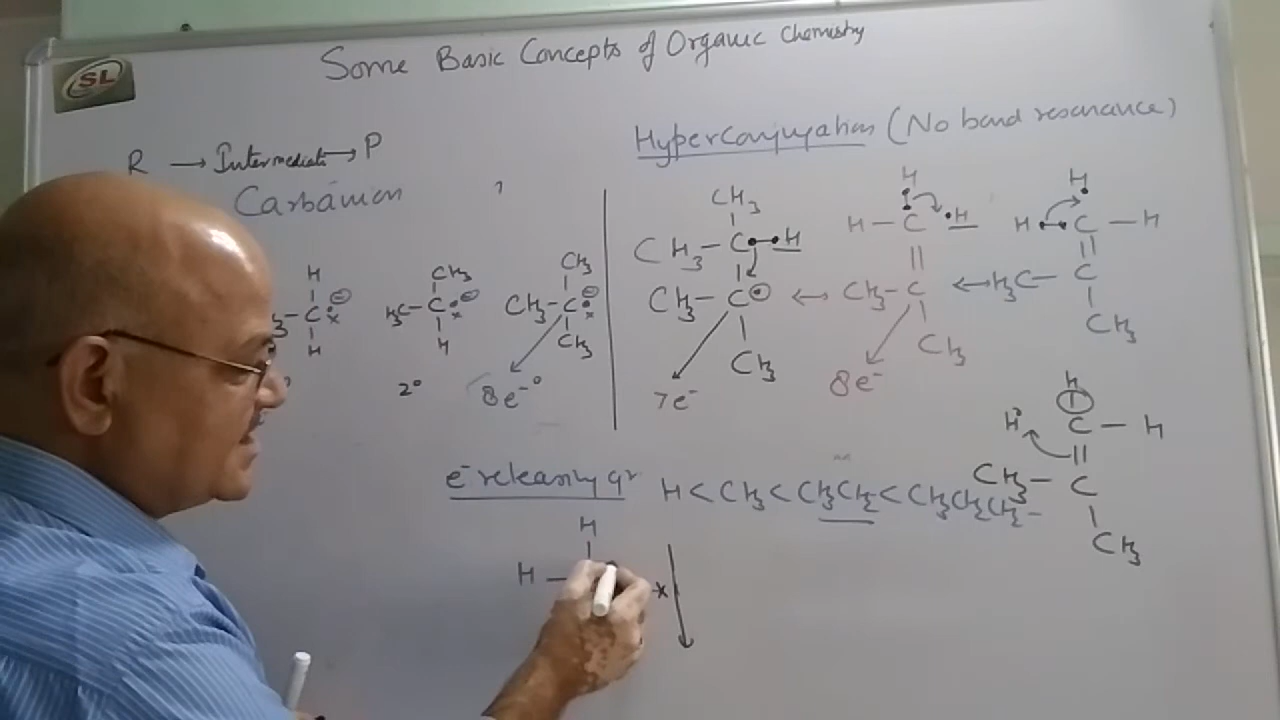 Some Basic Concepts of Organic Chemistry
SL
R → Intermediate → P
Carbanion
Hyperconjugation (No bond resonance)
H
H
CH3
H3C-C
H
2°
CH3
CH3-C
CH3
8e-
CH3
CH3-C H
CH3-C
CH3
7e-
↔
H
H-C H
CH3-C
CH3
8e-
↔
H
H C-H
H3C-C
CH3
H
H C-H
CH3-C
CH3
e- releasing gr H < CH3 < CH3CH2 < CH3CH2CH2-
H
H-